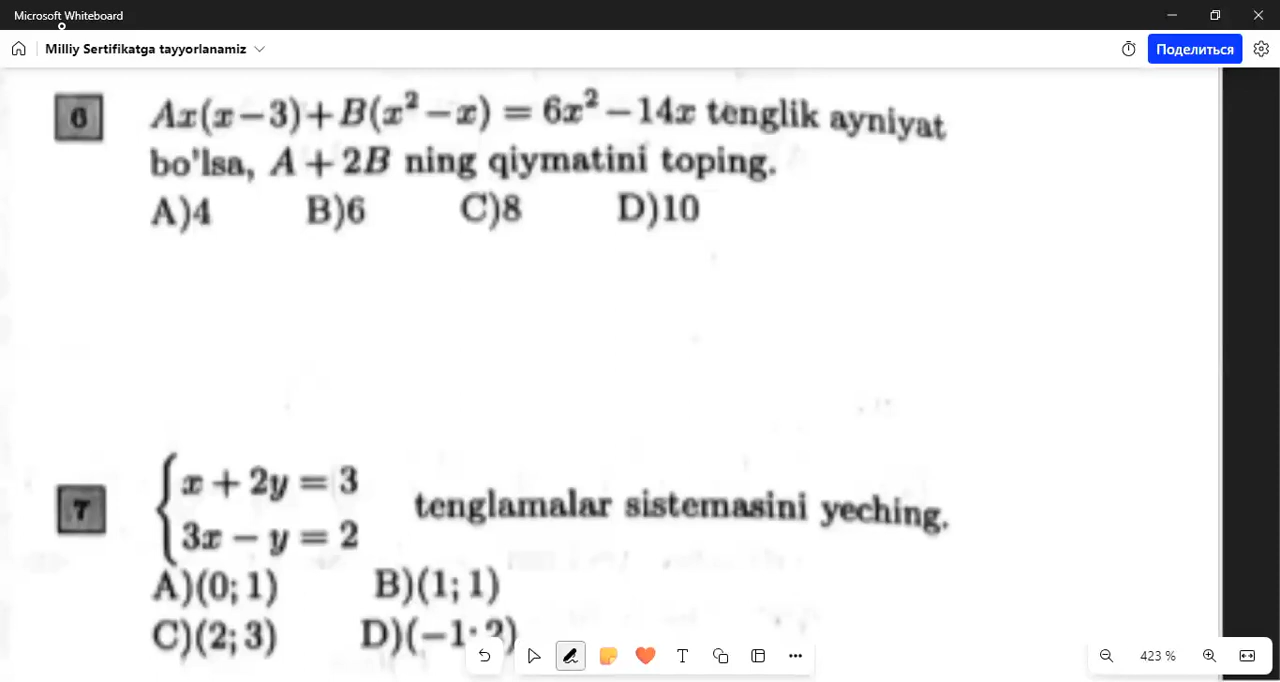 Microsoft Whiteboard
Milliy Sertifikatga tayyorlanamiz
Поделиться
6 Ax(x−3)+B(x²−x) = 6x²−14x tenglik ayniyat
bo'lsa, A+2B ning qiymatini toping.
A)4 B)6 C)8 D)10
7 {x+2y=3
3x−y=2 tenglamalar sistemasini yeching.
A)(0; 1) B)(1; 1)
C)(2; 3) D)(−1; 2)
423 %